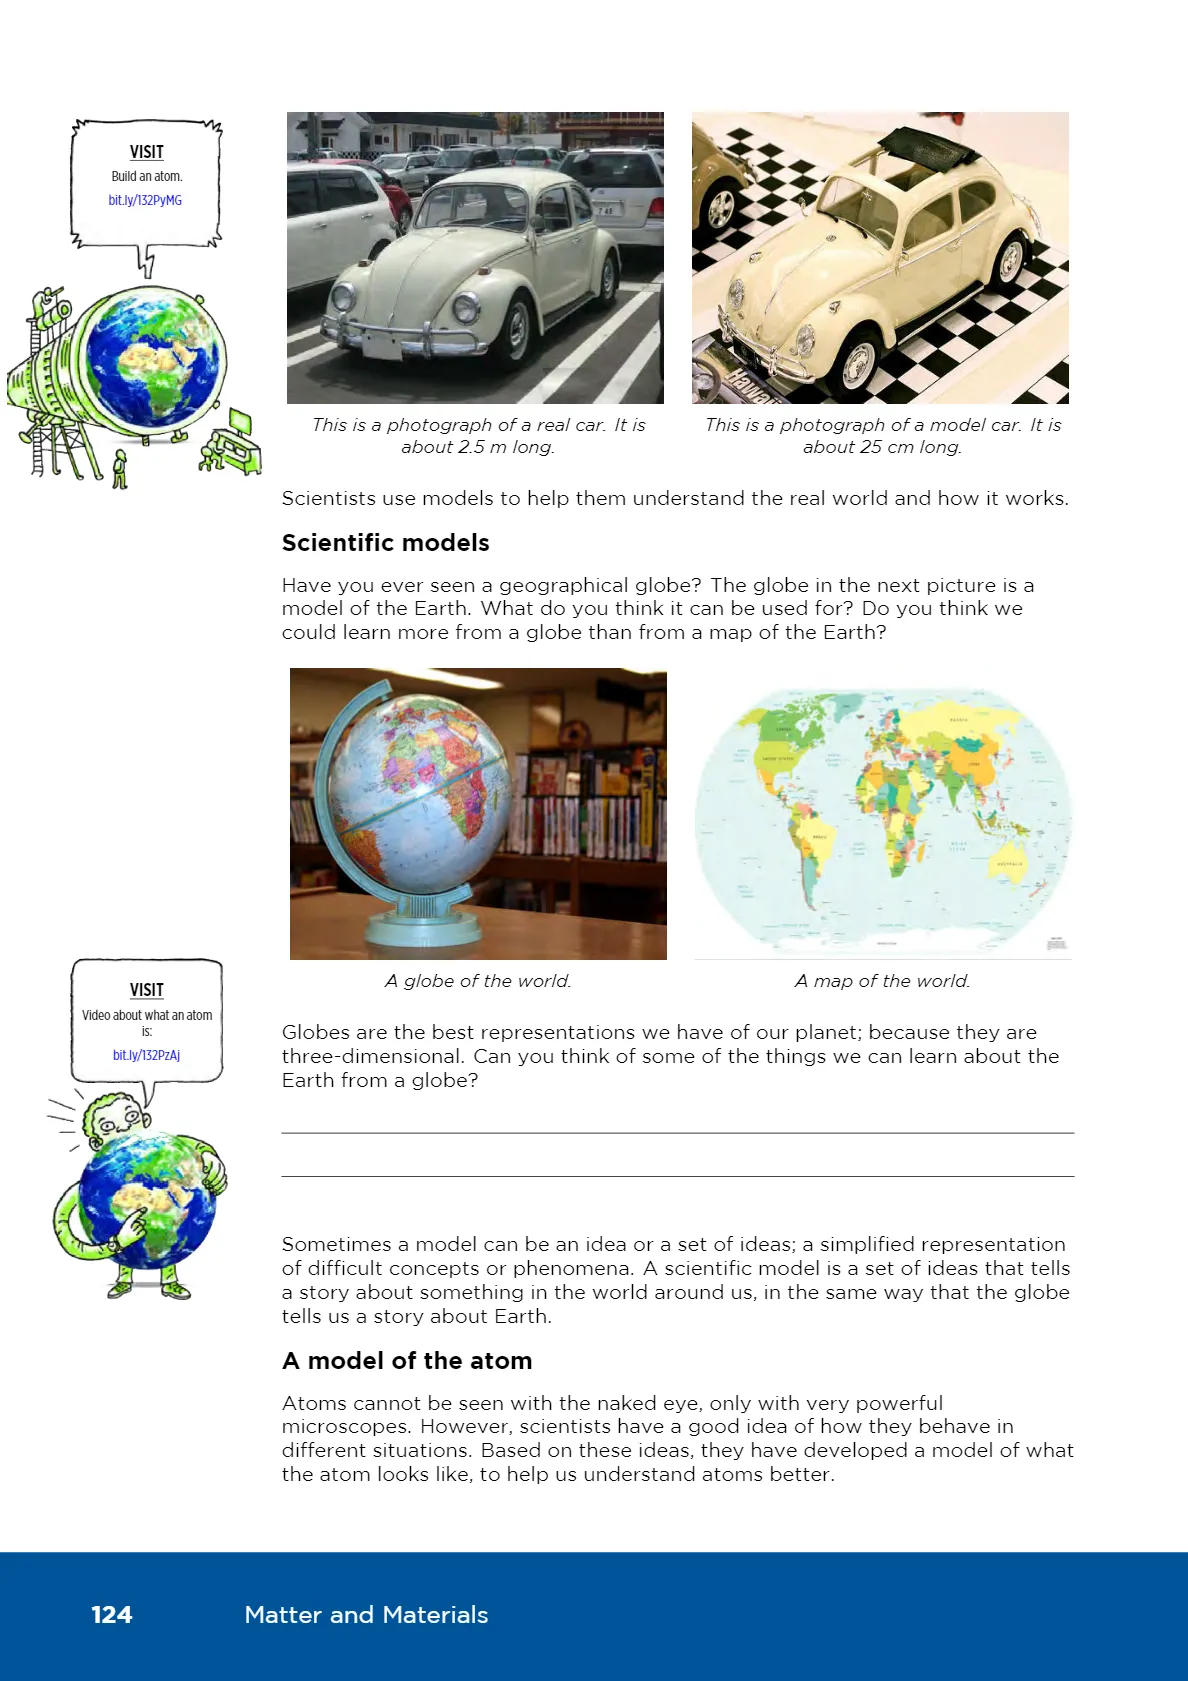 VISIT
Build an atom.
bit.ly/132PyMG
Hawaii
This is a photograph of a real car. It is
about 2.5 m long.
This is a photograph of a model car. It is
about 25 cm long.
Scientists use models to help them understand the real world and how it works.
Scientific models
Have you ever seen a geographical globe? The globe in the next picture is a
model of the Earth. What do you think it can be used for? Do you think we
could learn more from a globe than from a map of the Earth?
A globe of the world.
A map of the world.
VISIT
Video about what an atom
is:
bit.ly/132PzAj
Globes are the best representations we have of our planet; because they are
three-dimensional. Can you think of some of the things we can learn about the
Earth from a globe?
Sometimes a model can be an idea or a set of ideas; a simplified representation
of difficult concepts or phenomena. A scientific model is a set of ideas that tells
a story about something in the world around us, in the same way that the globe
tells us a story about Earth.
A model of the atom
Atoms cannot be seen with the naked eye, only with very powerful
microscopes. However, scientists have a good idea of how they behave in
different situations. Based on these ideas, they have developed a model of what
the atom looks like, to help us understand atoms better.
124 Matter and Materials